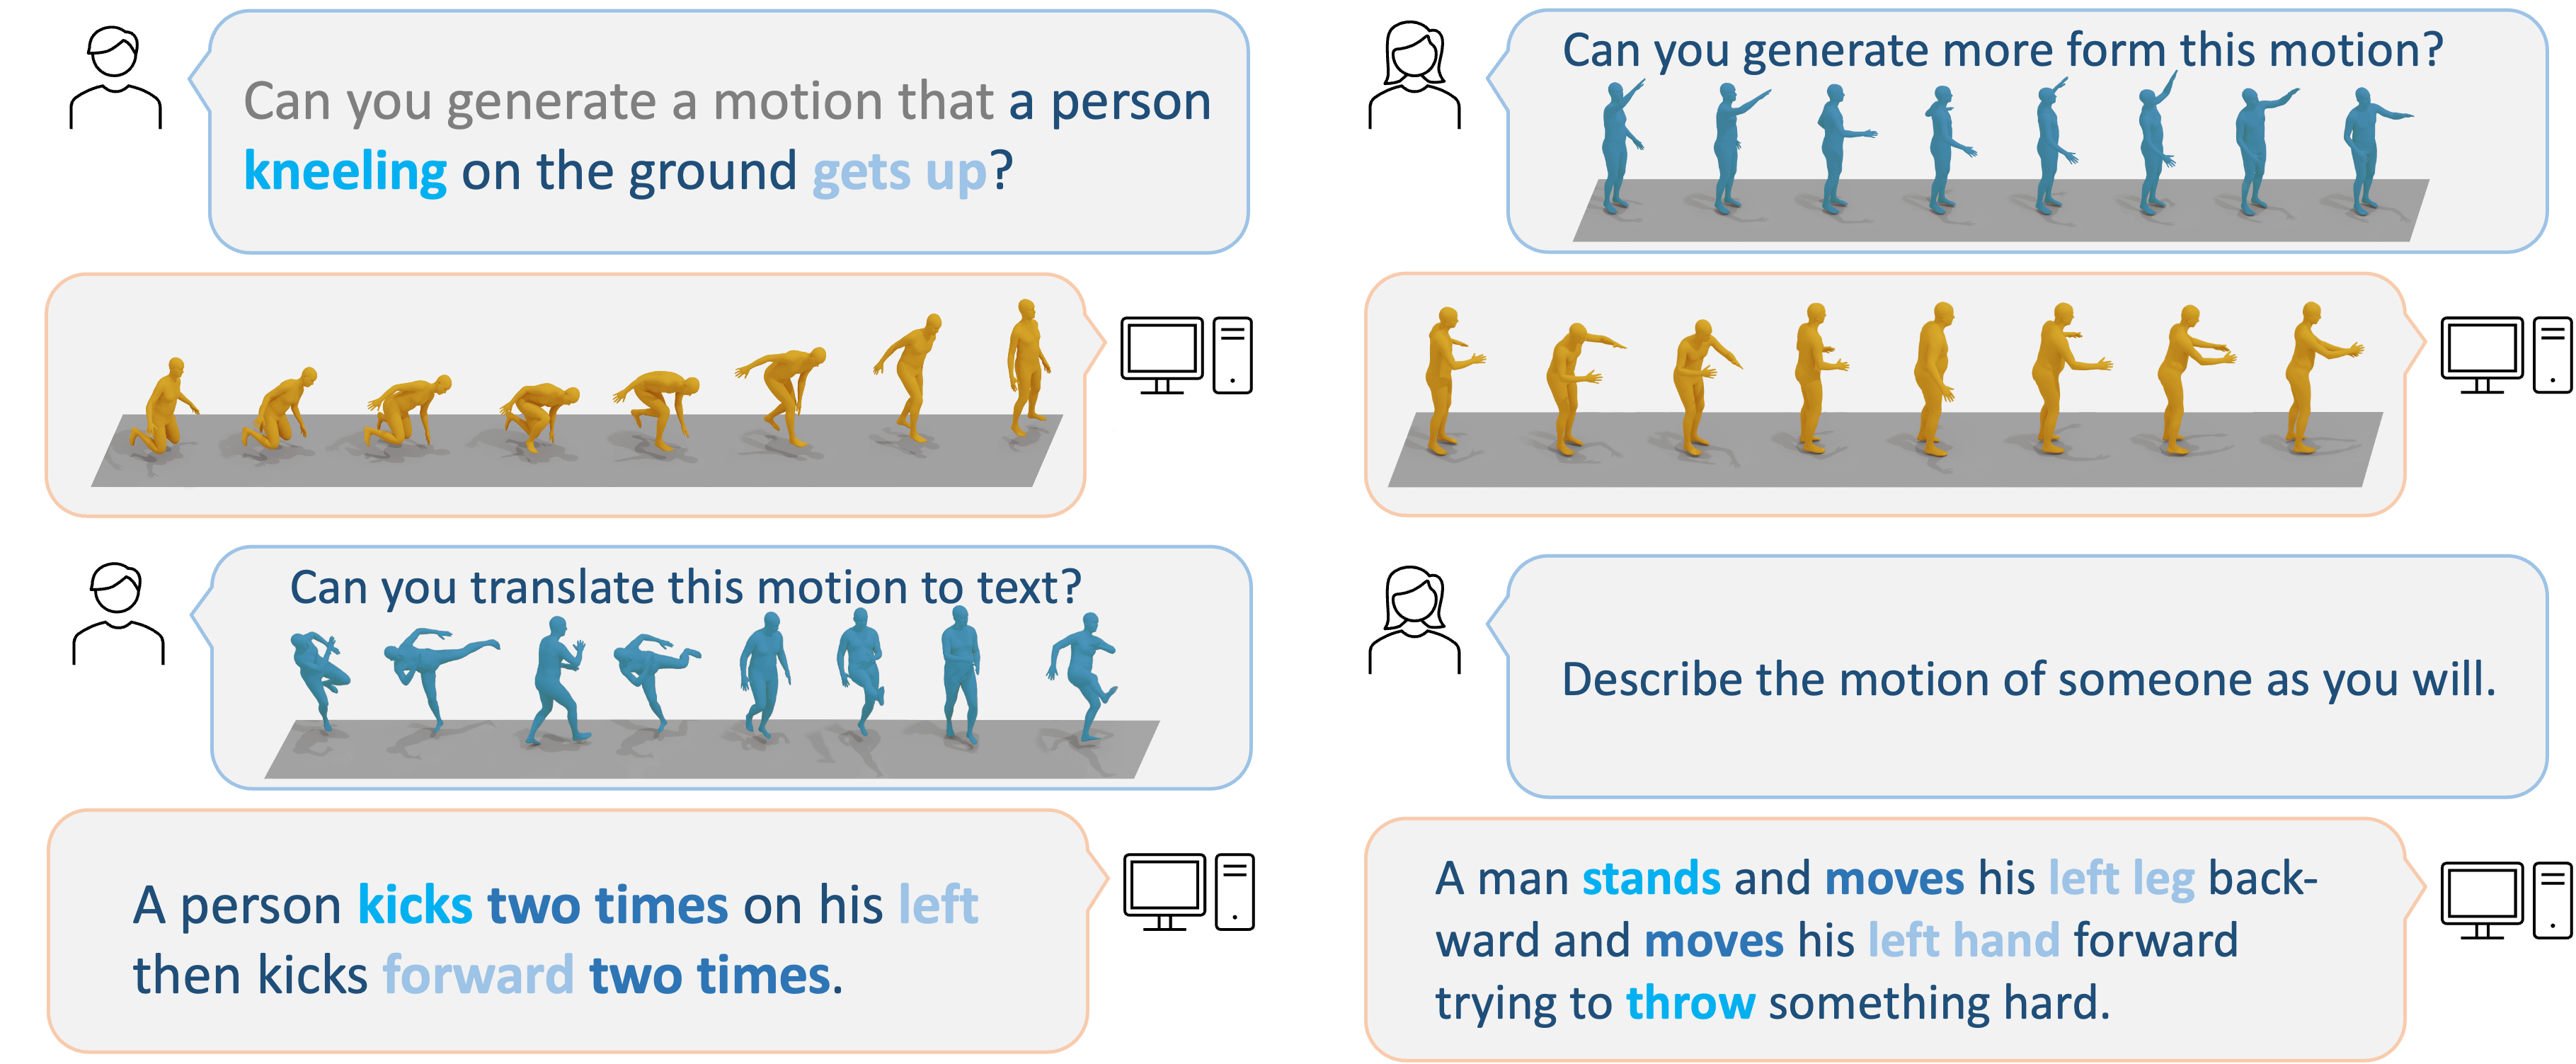 Can you generate a motion that a person
kneeling on the ground gets up?
Can you translate this motion to text?
A person kicks two times on his left
then kicks forward two times.
Can you generate more form this motion?
Describe the motion of someone as you will.
A man stands and moves his left leg back-
ward and moves his left hand forward
trying to throw something hard.